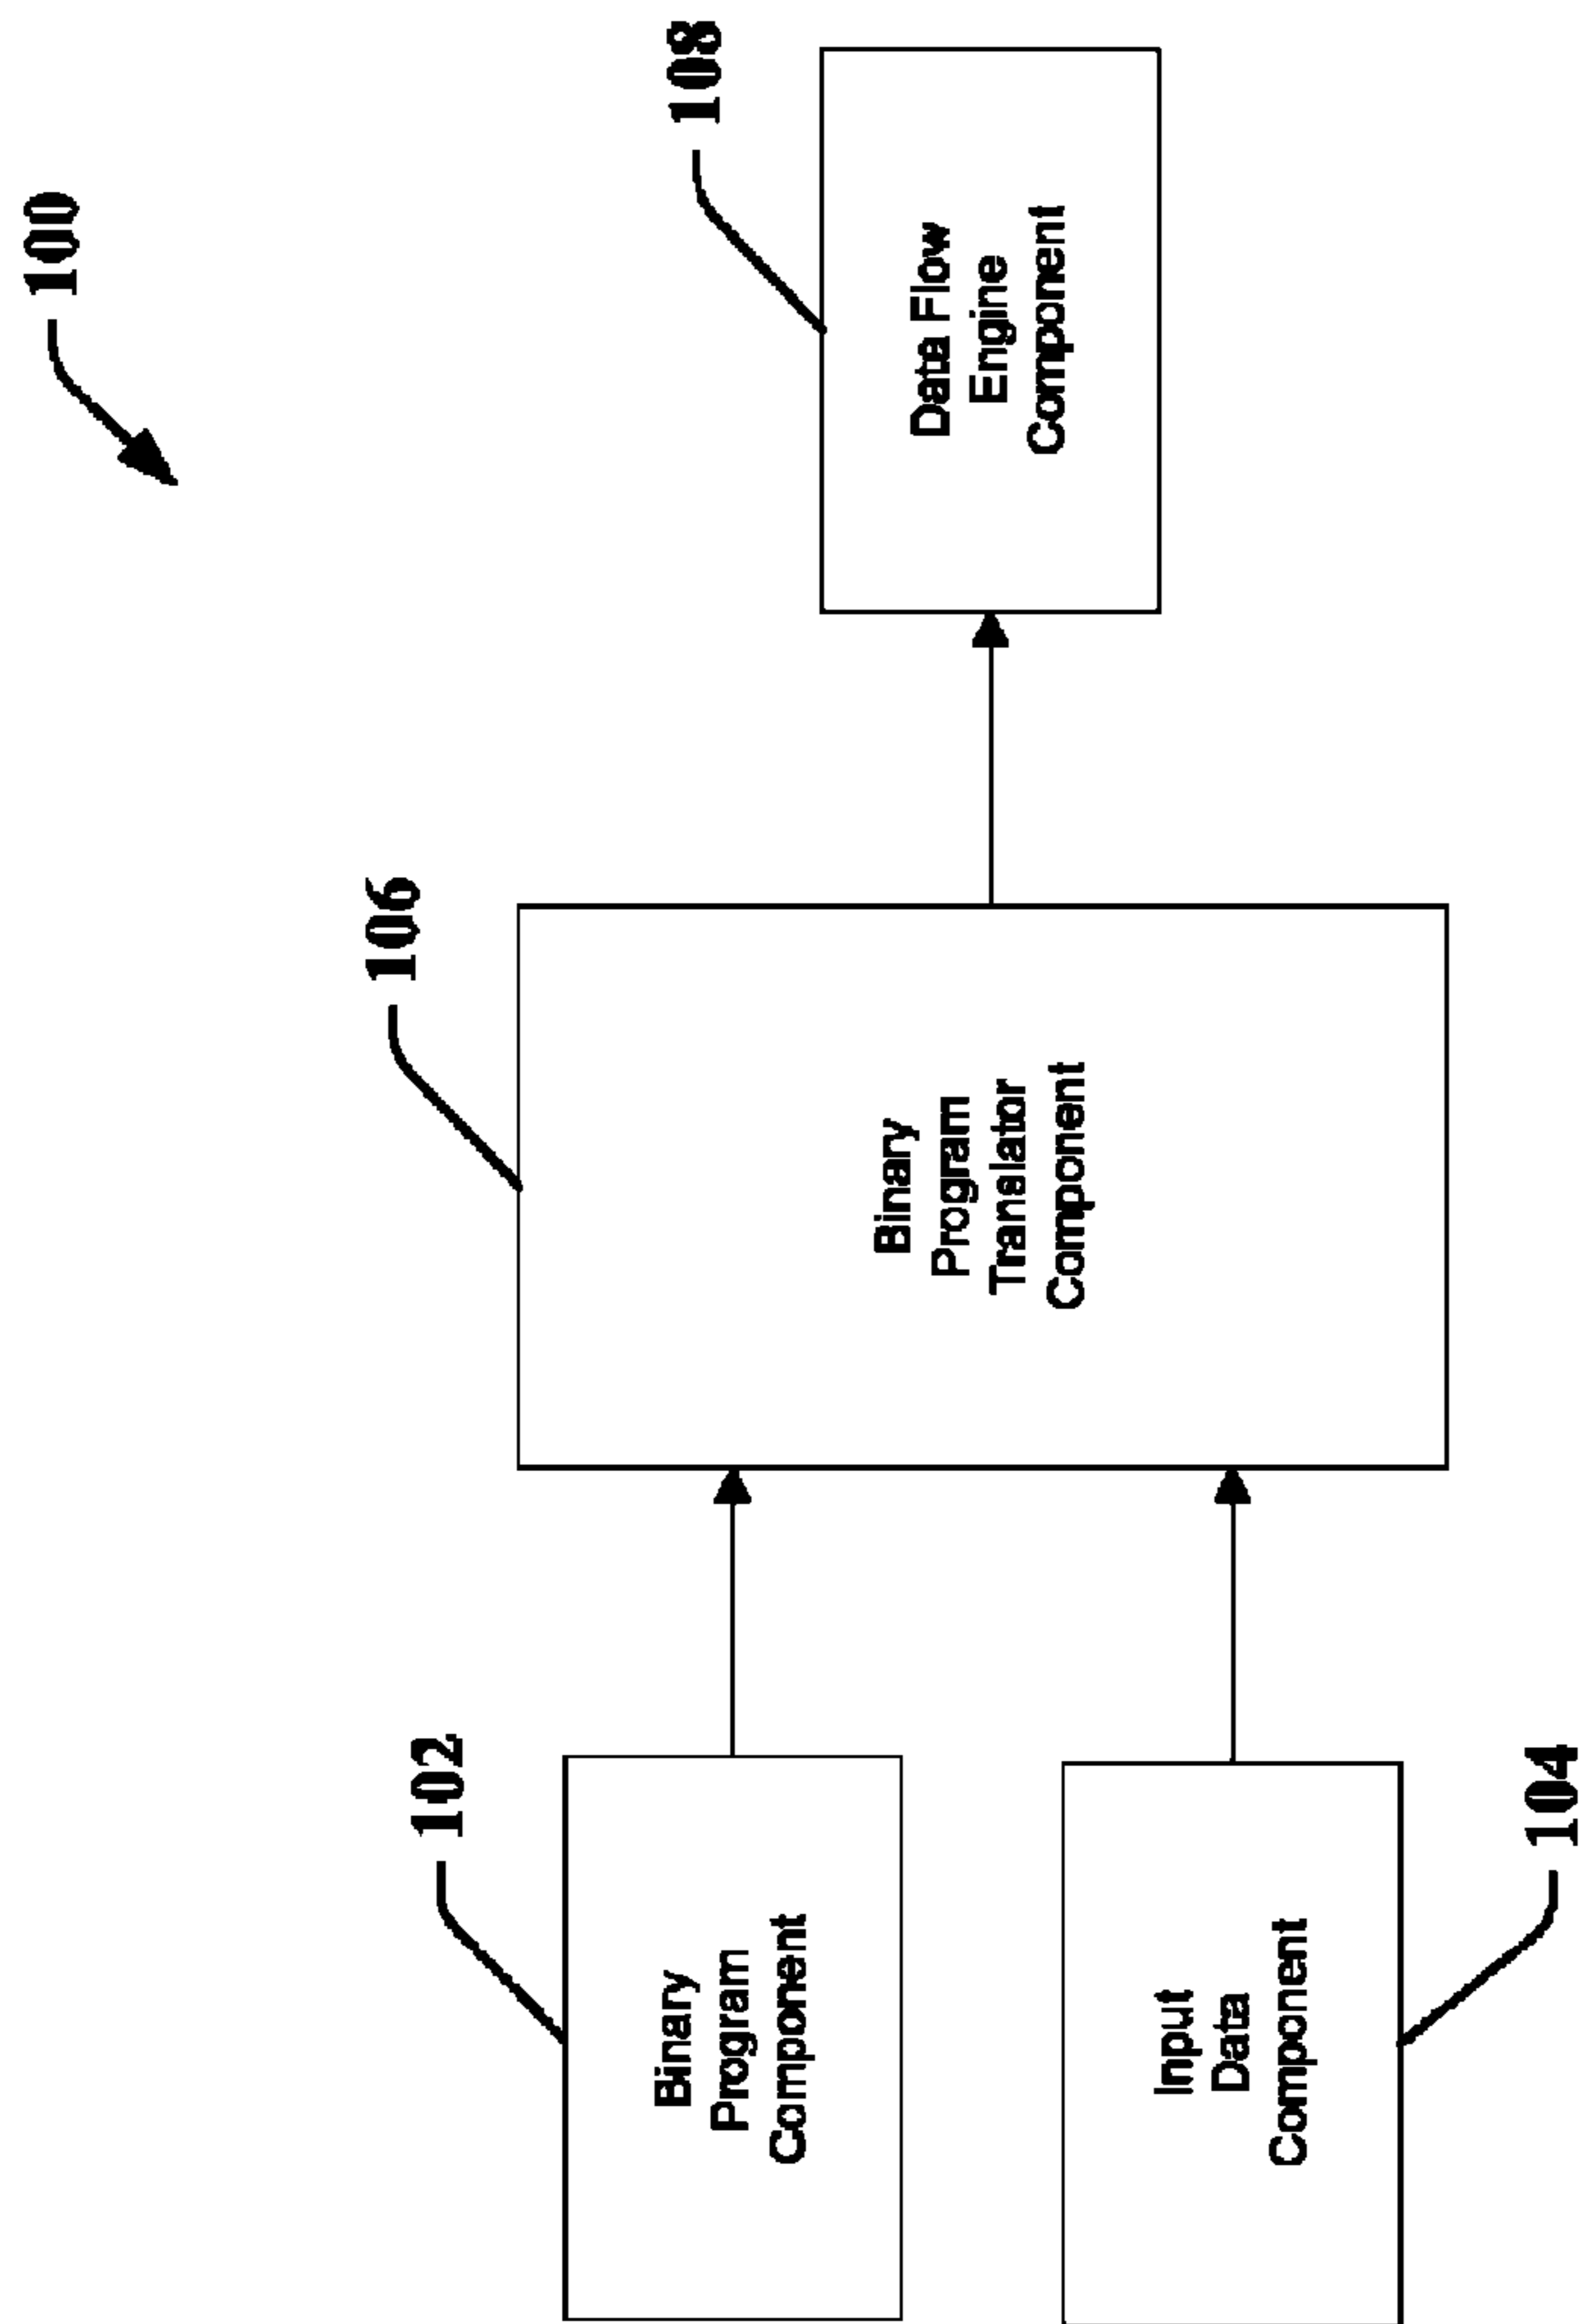 100
102
Binary
Program
Component
104
Input
Data
Component
106
Binary
Program
Translator
Component
108
Data Flow
Engine
Component